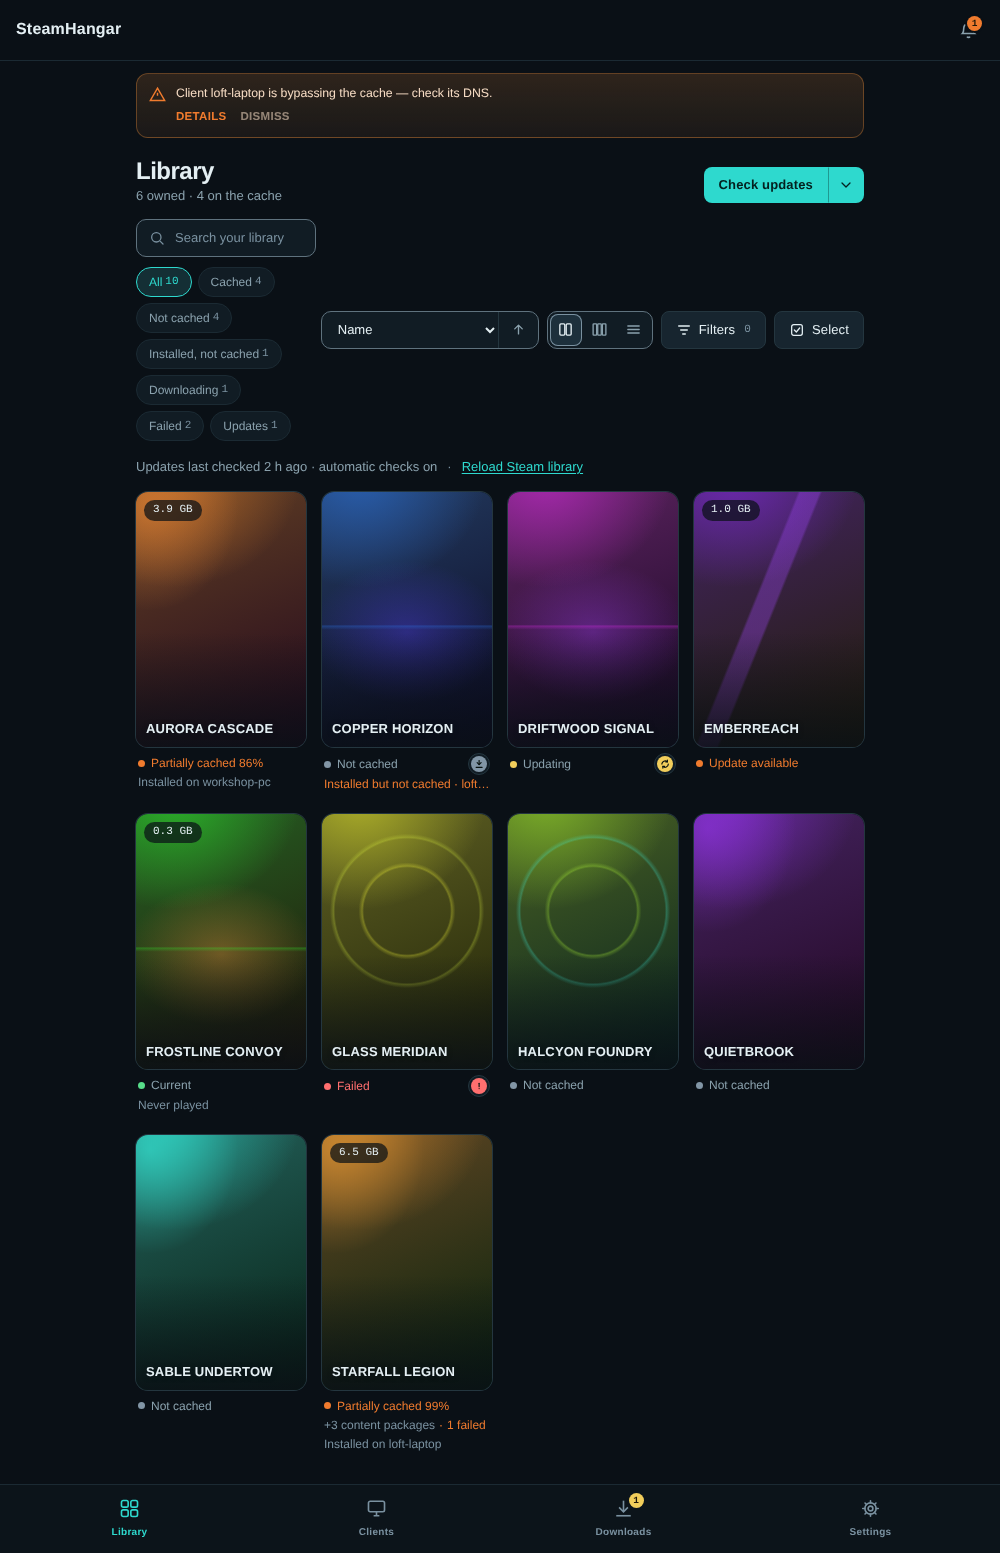 SteamHangar
1
Client loft-laptop is bypassing the cache — check its DNS.
DETAILS DISMISS
Library
6 owned · 4 on the cache
Check updates
Search your library
All 10 Cached 4
Not cached 4
Installed, not cached 1
Downloading 1
Failed 2 Updates 1
Name
Filters 0
Select
Updates last checked 2 h ago · automatic checks on · Reload Steam library
3.9 GB
AURORA CASCADE
Partially cached 86%
Installed on workshop-pc
COPPER HORIZON
Not cached
Installed but not cached · loft…
DRIFTWOOD SIGNAL
Updating
1.0 GB
EMBERREACH
Update available
0.3 GB
FROSTLINE CONVOY
Current
Never played
GLASS MERIDIAN
Failed
!
HALCYON FOUNDRY
Not cached
QUIETBROOK
Not cached
SABLE UNDERTOW
Not cached
6.5 GB
STARFALL LEGION
Partially cached 99%
+3 content packages · 1 failed
Installed on loft-laptop
Library
Clients
1
Downloads
Settings